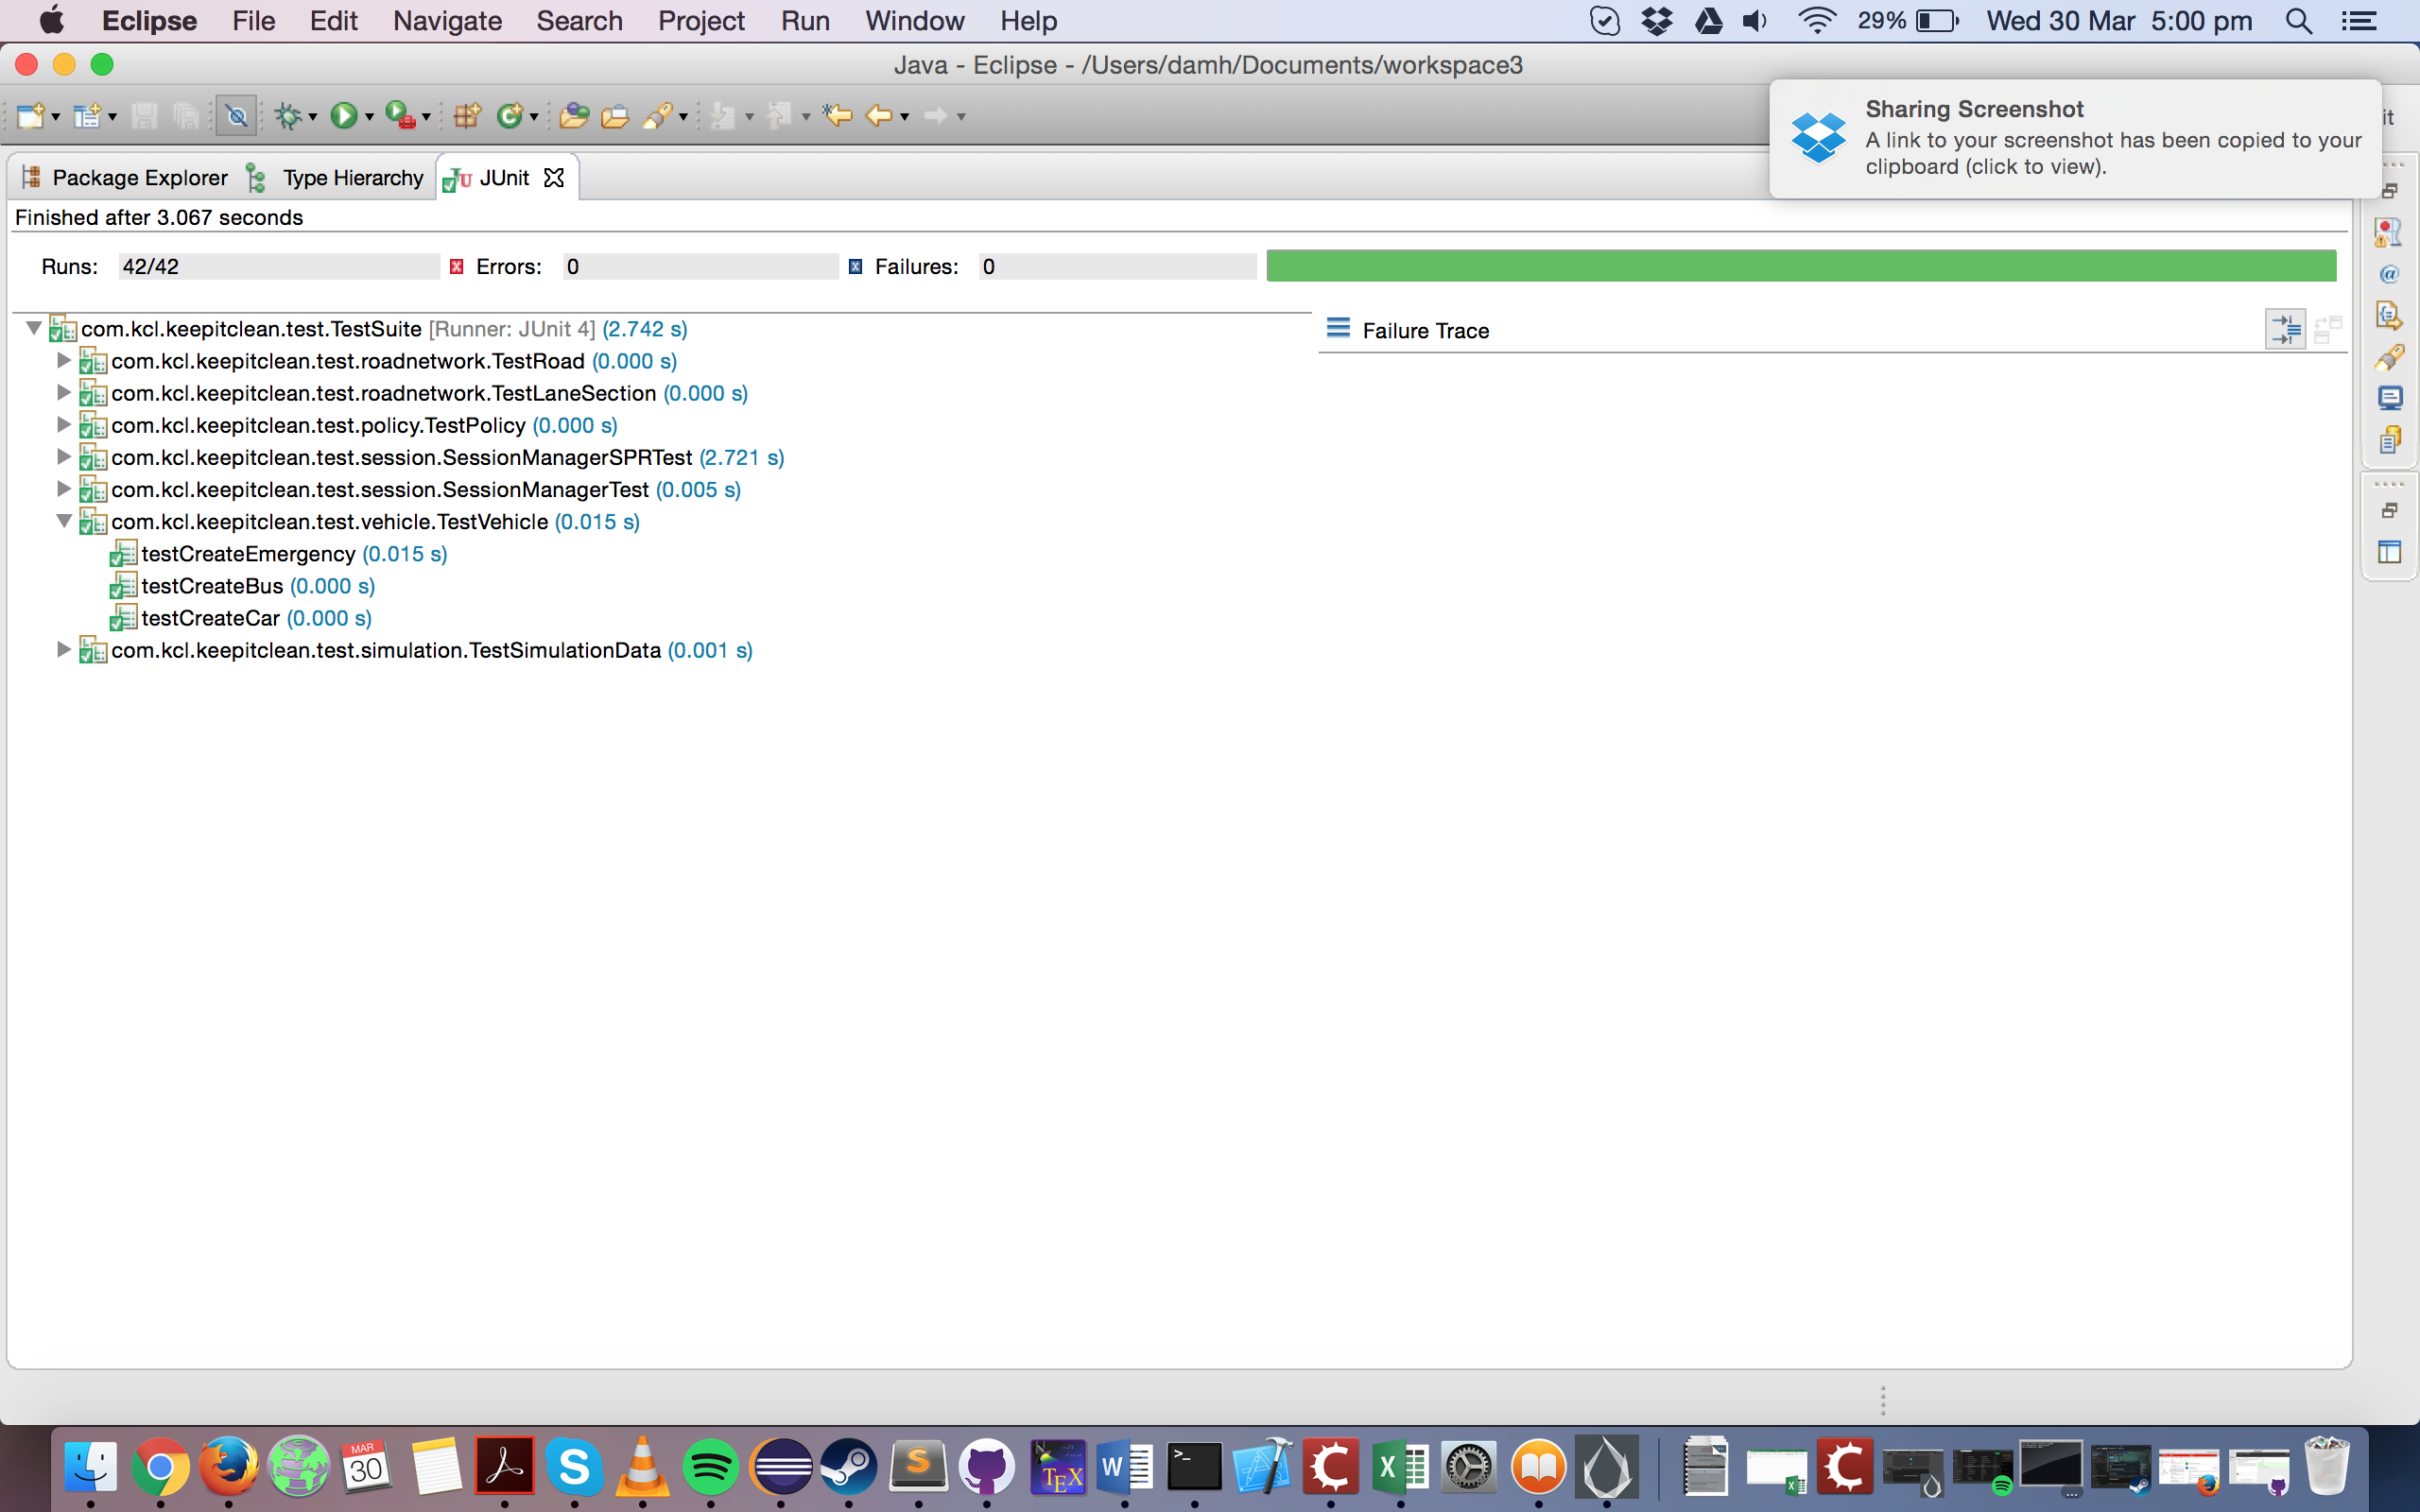 Eclipse File Edit Navigate Search Project Run Window Help 29% Wed 30 Mar 5:00 pm
Java - Eclipse - /Users/damh/Documents/workspace3
Sharing Screenshot
A link to your screenshot has been copied to your
clipboard (click to view).
it
Package Explorer Type Hierarchy JUnit
Finished after 3.067 seconds
Runs: 42/42 Errors: 0 Failures: 0
com.kcl.keepitclean.test.TestSuite [Runner: JUnit 4] (2.742 s)
Failure Trace
com.kcl.keepitclean.test.roadnetwork.TestRoad (0.000 s)
com.kcl.keepitclean.test.roadnetwork.TestLaneSection (0.000 s)
com.kcl.keepitclean.test.policy.TestPolicy (0.000 s)
com.kcl.keepitclean.test.session.SessionManagerSPRTest (2.721 s)
com.kcl.keepitclean.test.session.SessionManagerTest (0.005 s)
com.kcl.keepitclean.test.vehicle.TestVehicle (0.015 s)
testCreateEmergency (0.015 s)
testCreateBus (0.000 s)
testCreateCar (0.000 s)
com.kcl.keepitclean.test.simulation.TestSimulationData (0.001 s)
MAR
30
TEX